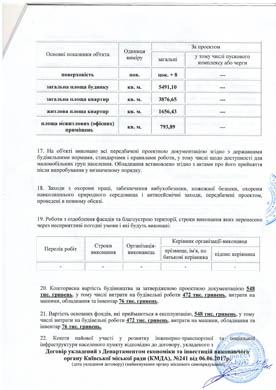 Основні показники об'єкта
Одиниця виміру
За проектом
загальні
у тому числі пускового комплексу або черги
поверховість
пов.
цок. + 8
---
загальна площа будинку
кв. м.
5491,10
---
загальна площа квартир
кв. м.
3876,65
---
житлова площа квартир
кв. м.
1656,43
---
площа нежитлових (офісних) приміщень
кв. м.
793,89
---
17. На об'єкті виконано всі передбачені проектною документацією згідно з державними
будівельними нормами, стандартами і правилами роботи, у тому числі щодо доступності для
маломобільних груп населення. Обладнання встановлено згідно з актами про його прийняття
після випробування у визначеному порядку.
18. Заходи з охорони праці, забезпечення вибухобезпеки, пожежної безпеки, охорони
навколишнього природного середовища і антисейсмічні заходи, передбачені проектом,
проведені в повному обсязі.
19. Роботи з оздоблення фасадів та благоустрою території, строки виконання яких перенесено
через несприятливі погодні умови і які будуть виконані:
Перелік робіт
Строки виконання
Організація-виконавець
Керівник організації-виконавця
прізвище, ім'я, по батькові керівника
підпис керівника
-
-
-
-
-
20. Кошторисна вартість будівництва за затвердженою проектною документацією 548
тис. гривень, у тому числі витрати на будівельні роботи 472 тис. гривень, витрати на
машини, обладнання та інвентар 76 тис. гривень.
21. Вартість основних фондів, які приймаються в експлуатацію, 548 тис. гривень, у тому
числі витрати на будівельні роботи 472 тис. гривень, витрати на машини, обладнання та
інвентар 76 тис. гривень.
22. Кошти пайової участі у розвитку інженерно-транспортної та соціальної
інфраструктури населеного пункту відповідно до договору, укладеного з
Договір укладений з Департаментом економіки та інвестицій виконавчого
органу Київської міської ради (КМДА), №241 від 06.06.2017р.
(дата укладення договору) (найменування органу місцевого самоврядування)